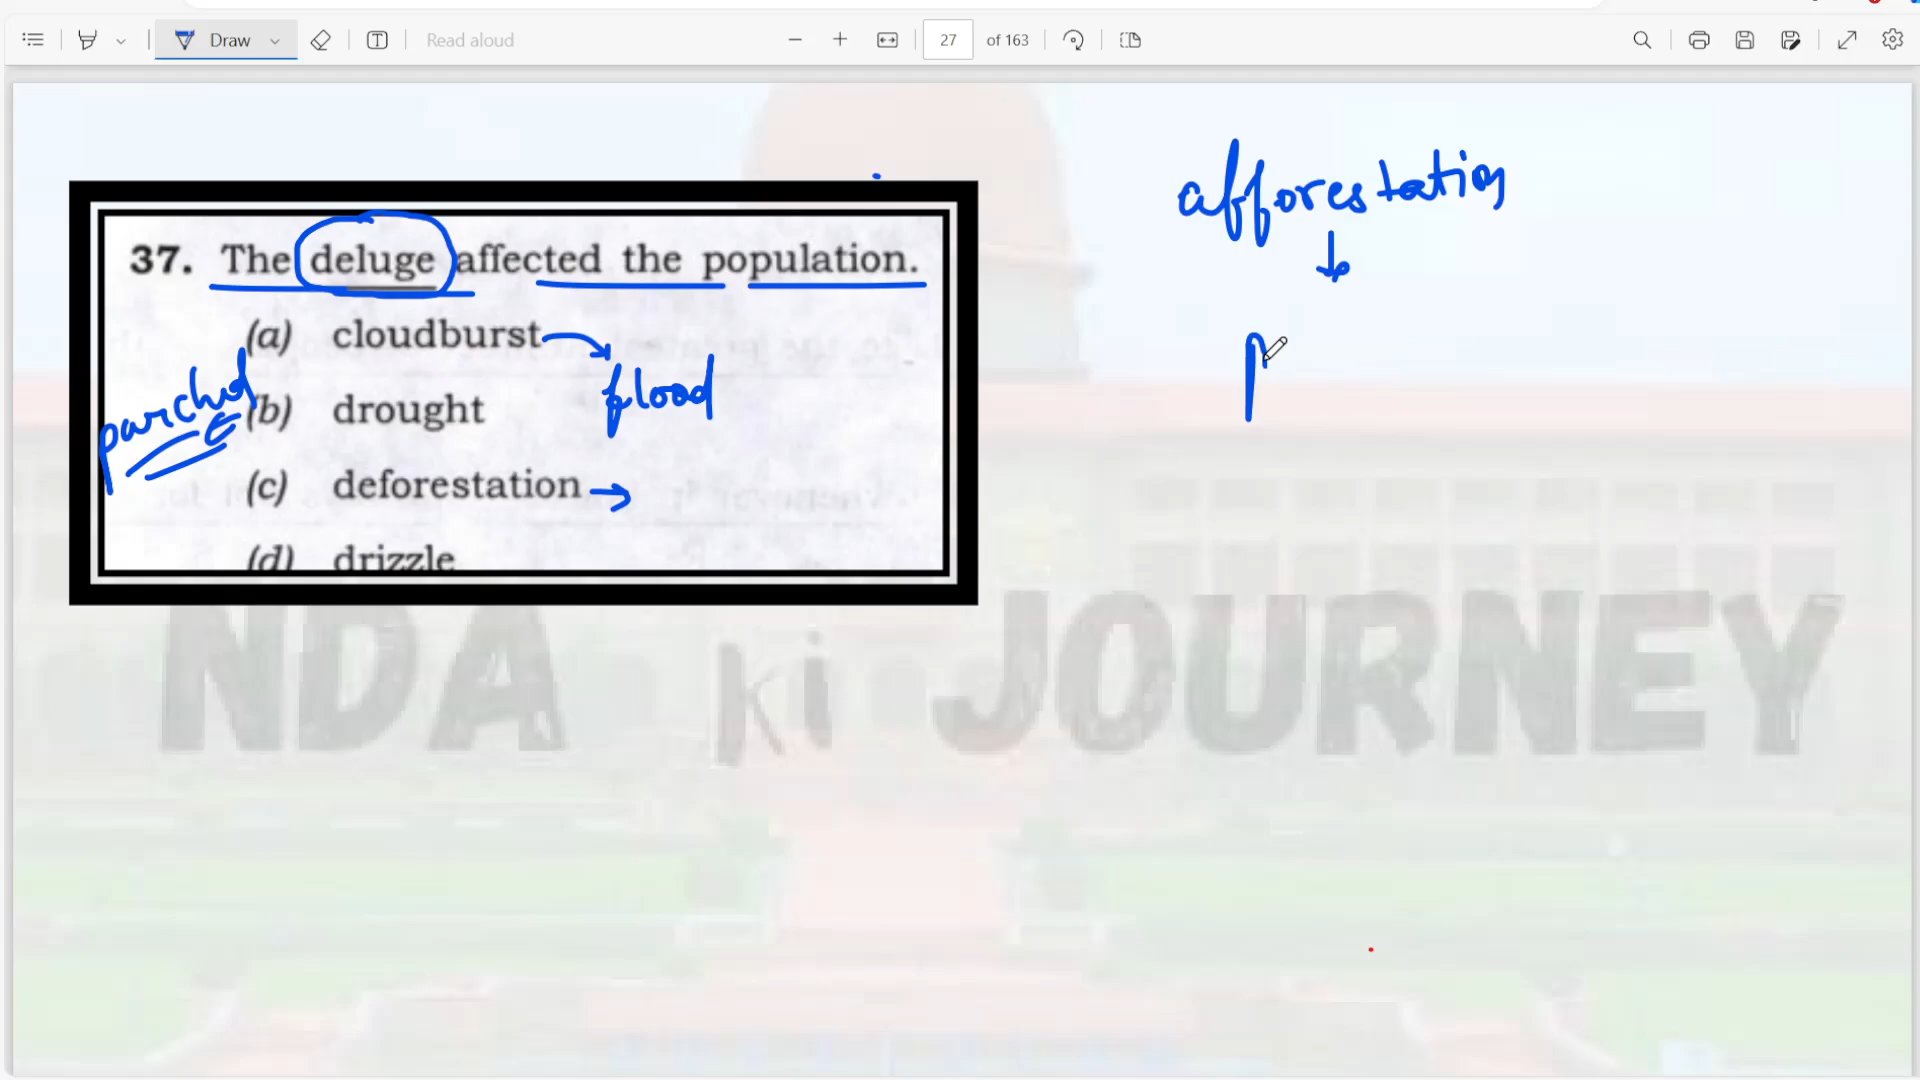 Draw
Read aloud
27 of 163
afforestation
37. The deluge affected the population.
(a) cloudburst
flood
parched
(b) drought
(c) deforestation
(d) drizzle
NDA ki JOURNEY